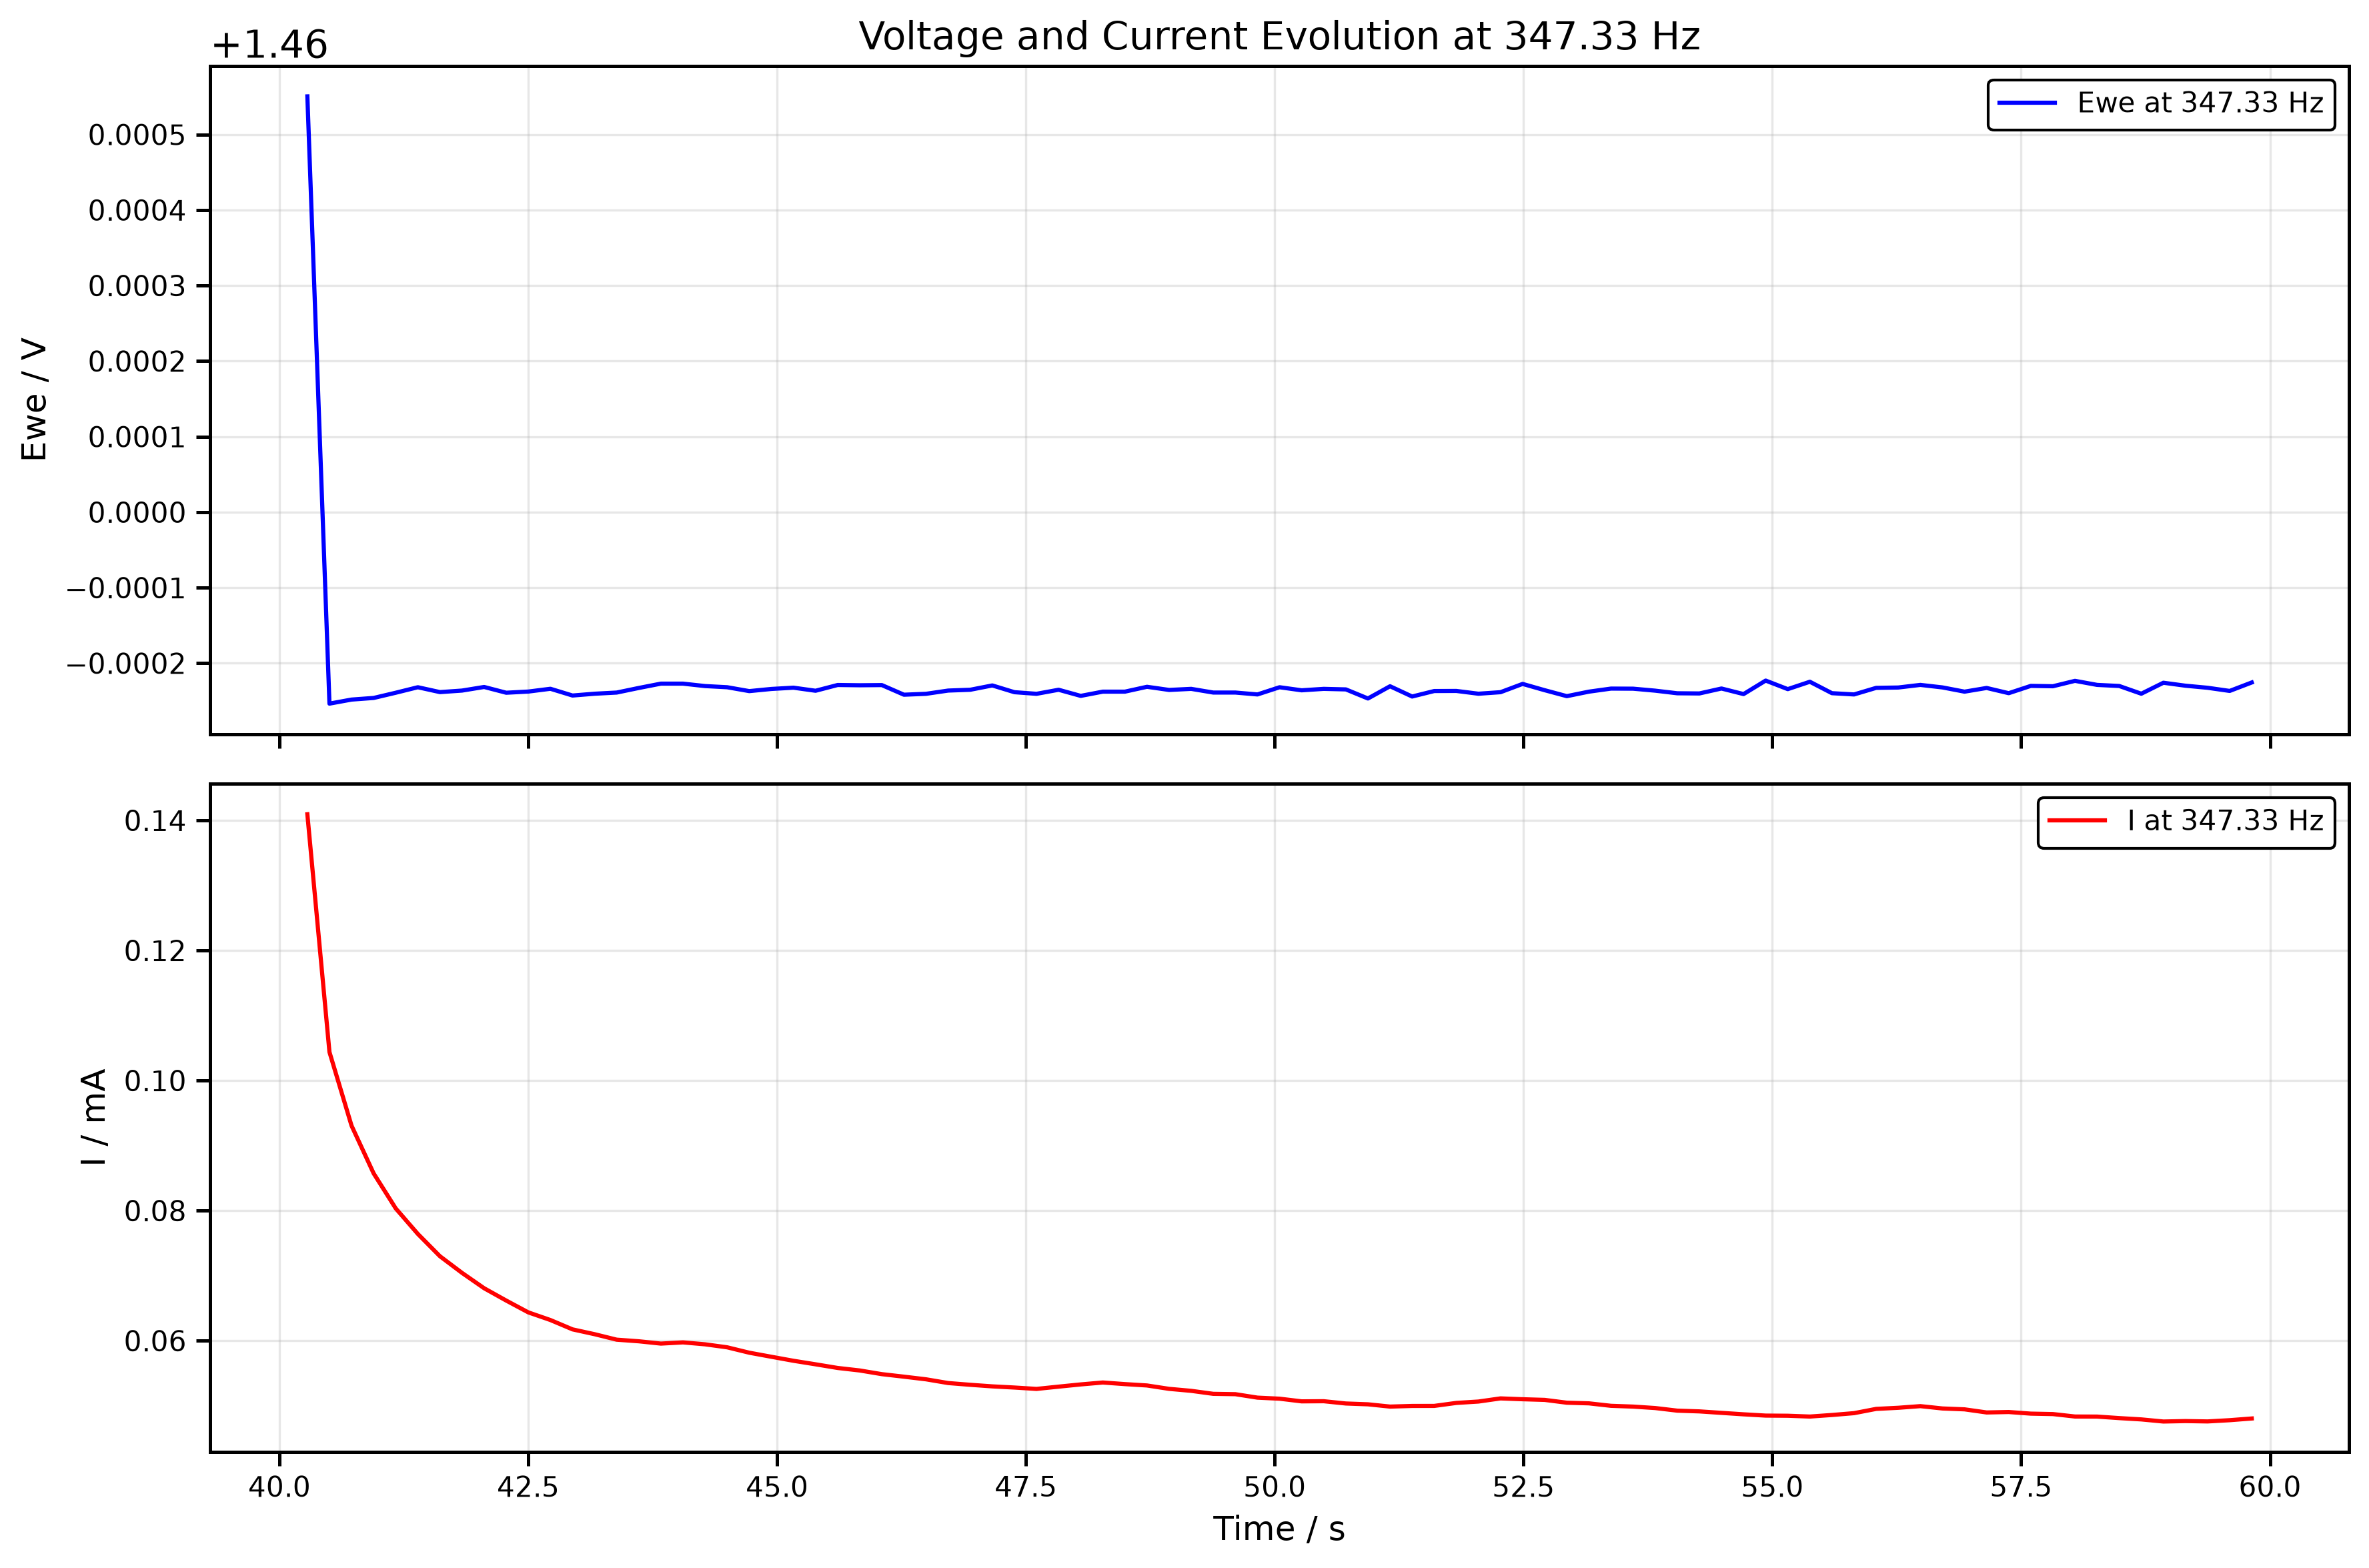 Voltage and Current Evolution at 347.33 Hz
+1.46
Ewe at 347.33 Hz
0.0005
0.0004
0.0003
0.0002
0.0001
0.0000
−0.0001
−0.0002
Ewe / V
I at 347.33 Hz
0.14
0.12
0.10
0.08
0.06
I / mA
40.0 42.5 45.0 47.5 50.0 52.5 55.0 57.5 60.0
Time / s